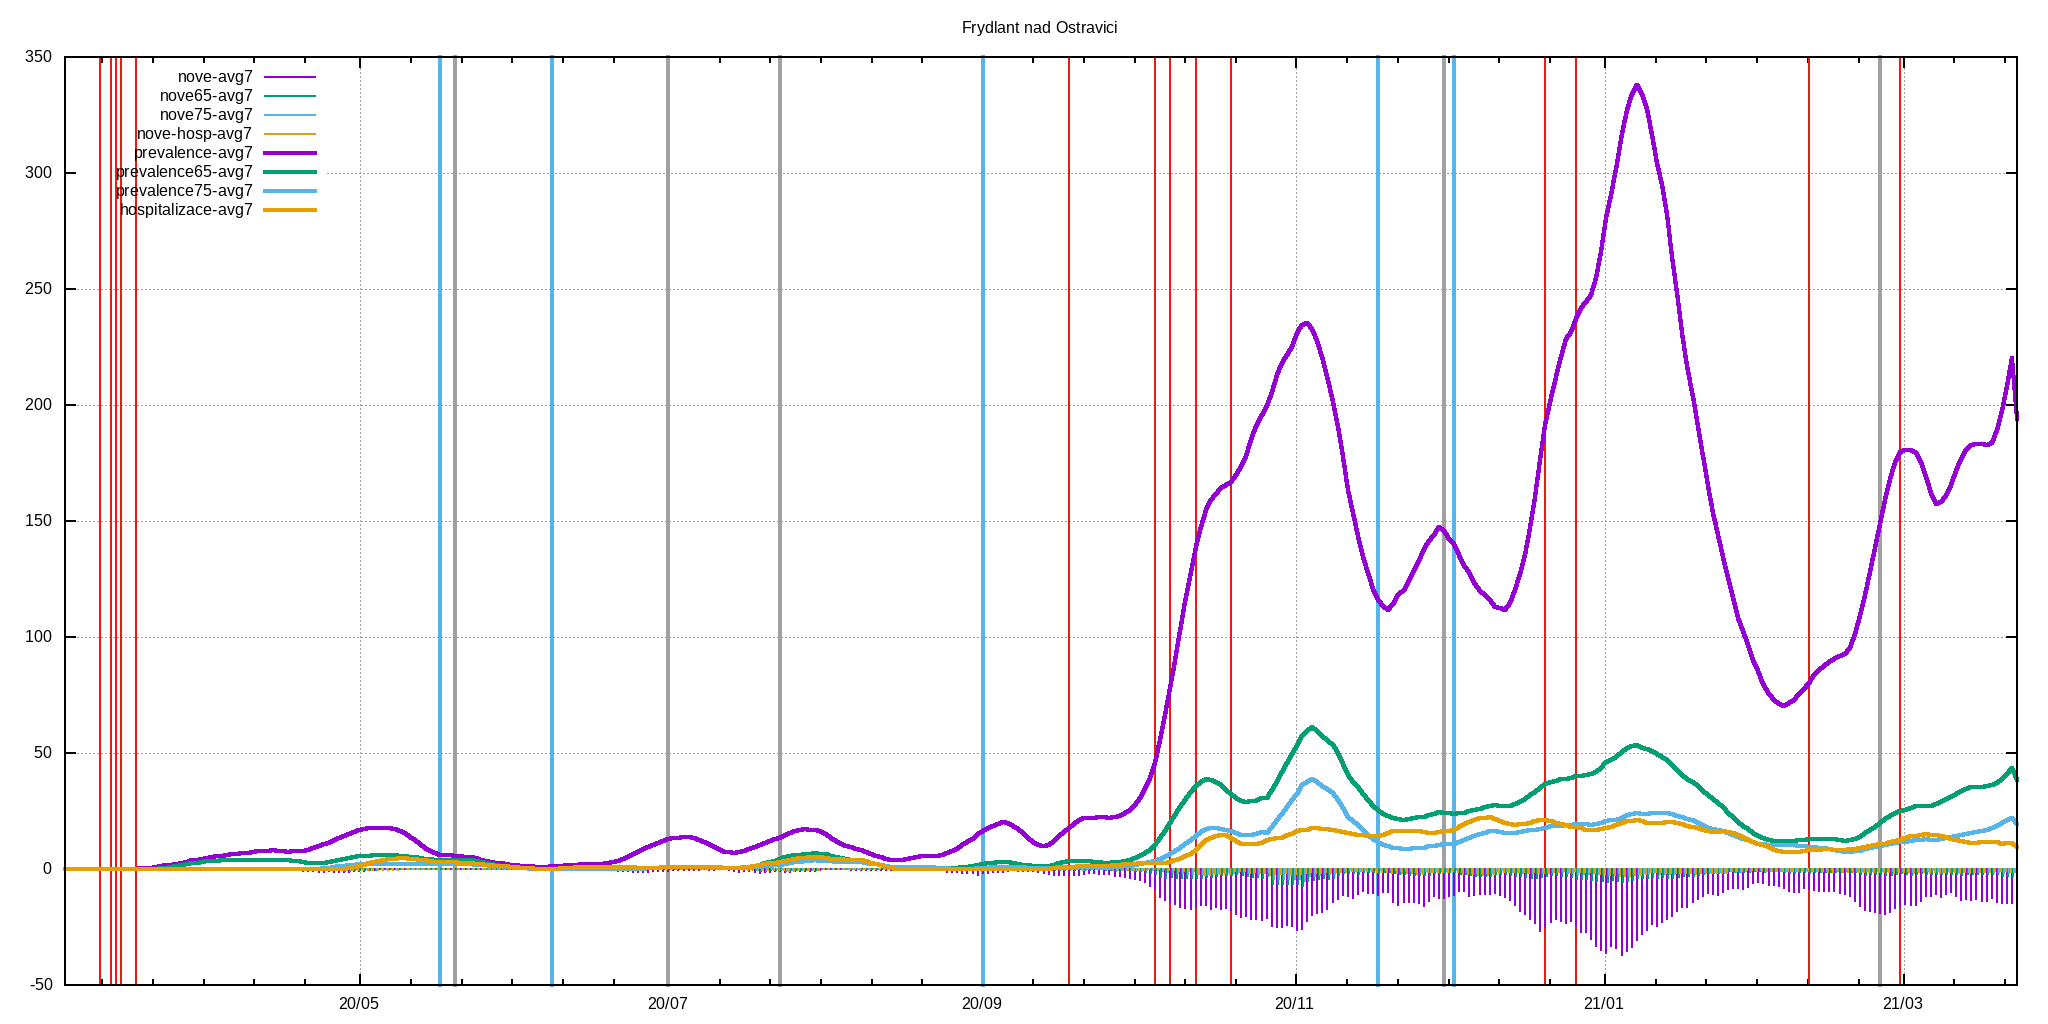 Frydlant nad Ostravici
350
300
250
200
150
100
50
0
-50
nove-avg7
nove65-avg7
nove75-avg7
nove-hosp-avg7
prevalence-avg7
prevalence65-avg7
prevalence75-avg7
hospitalizace-avg7
20/05 20/07 20/09 20/11 21/01 21/03